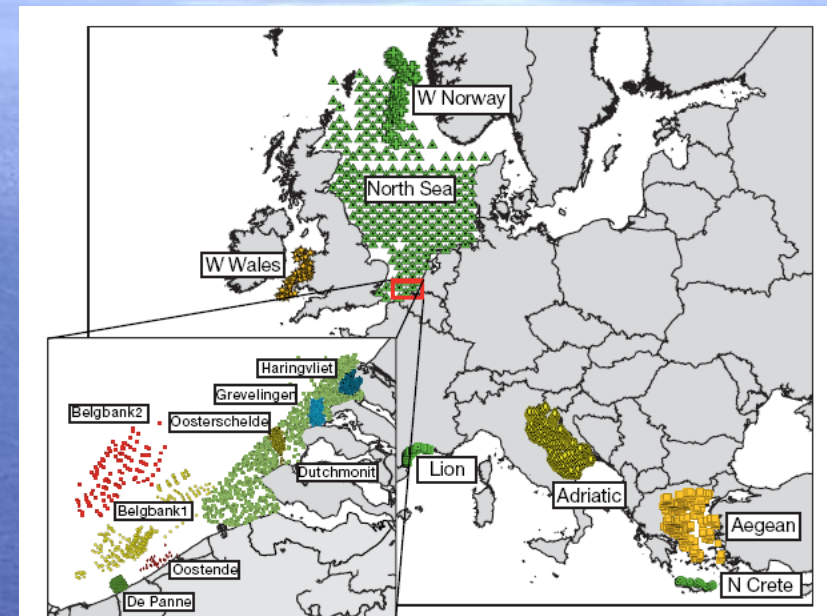 W Norway
North Sea
W Wales
Haringvliet
Grevelingen
Belgbank2
Oosterschelde
Dutchmonit
Lion
Adriatic
Belgbank1
Aegean
Oostende
N Crete
De Panne